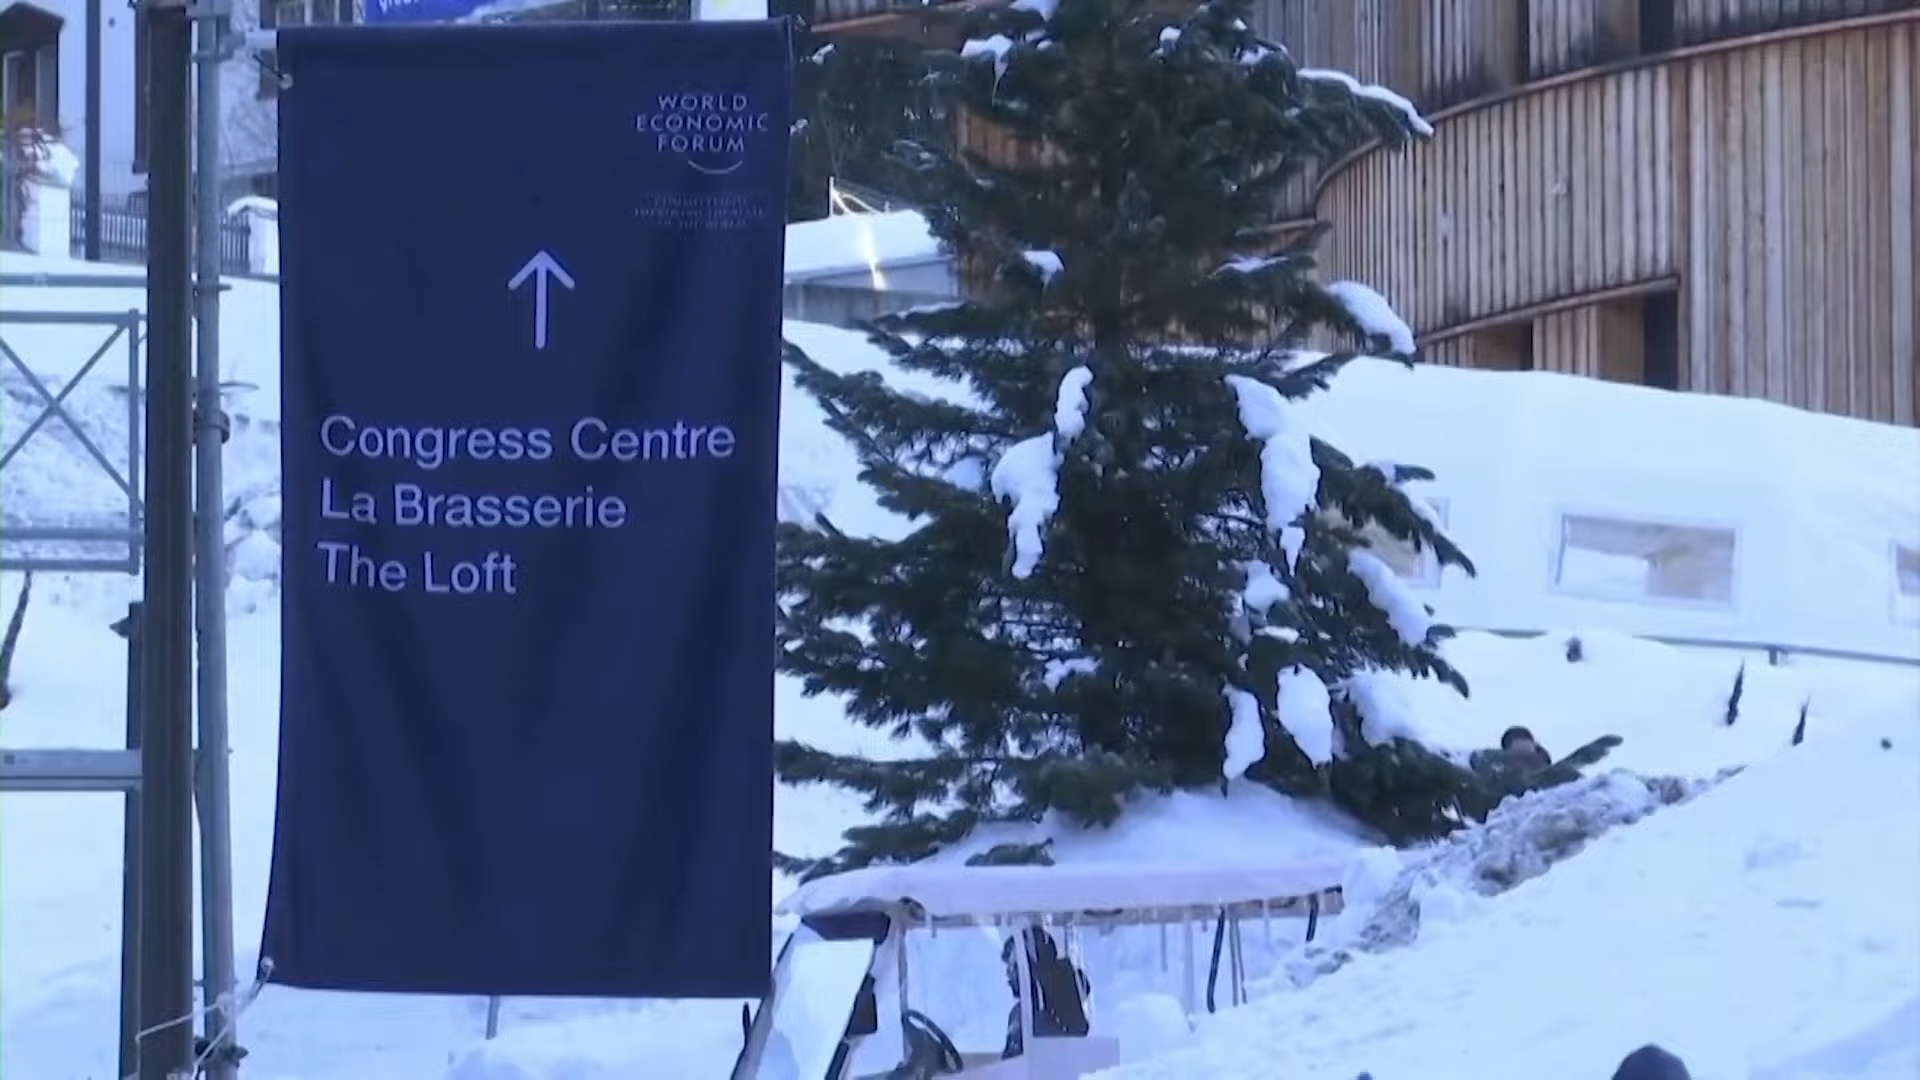 WORLD
ECONOMIC
FORUM
Congress Centre
La Brasserie
The Loft